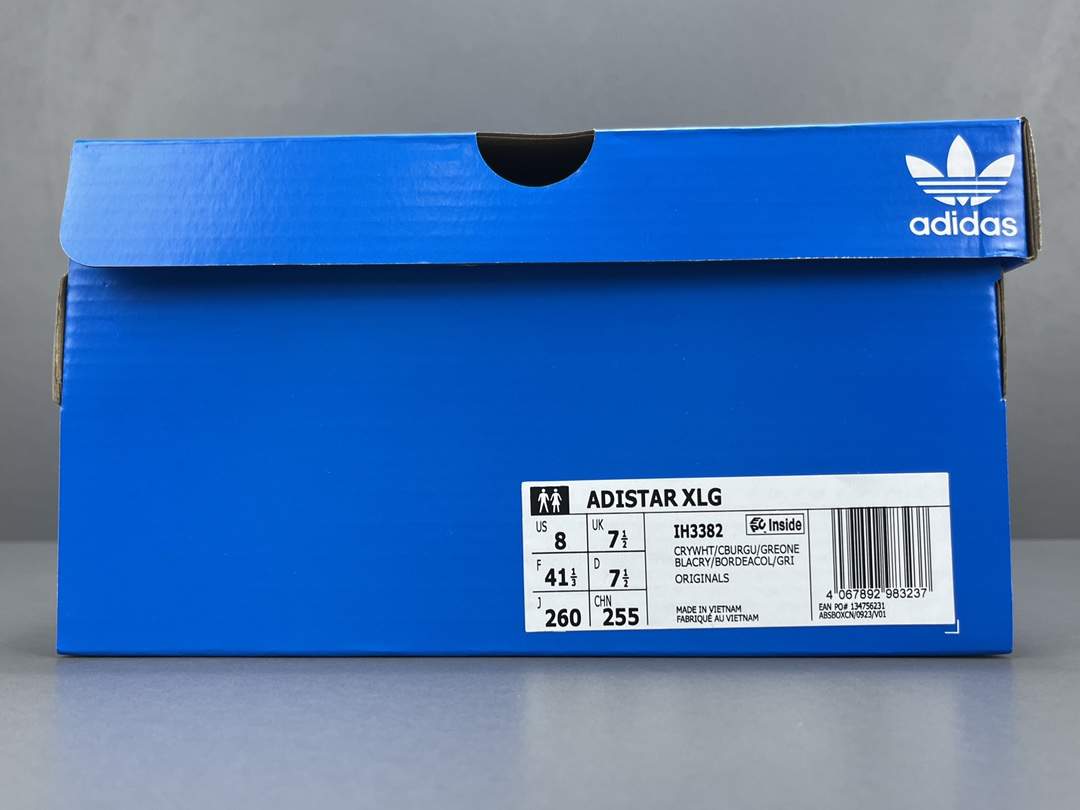 adidas
ADISTAR XLG
US 8
UK 7½
F 41⅓
D 7½
J 260
CHN 255
IH3382
Inside
CRYWHT/CBURGU/GREONE
BLACRY/BORDEACOL/GRI
ORIGINALS
MADE IN VIETNAM
FABRIQUÉ AU VIETNAM
4 067892 983237
EAN PO# 134756231
ABSBOXCN/0923/V01